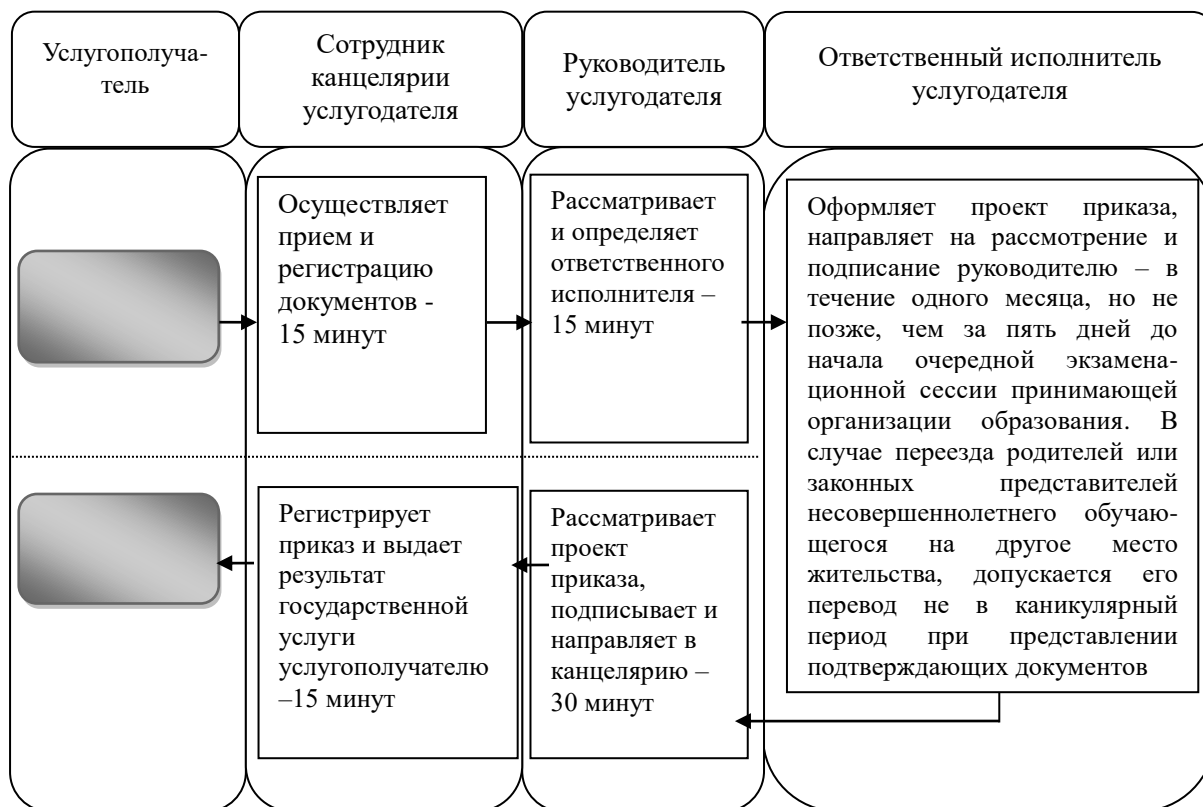 Услугополуча-
тель
Сотрудник
канцелярии
услугодателя
Руководитель
услугодателя
Ответственный исполнитель
услугодателя
Осуществляет
прием и
регистрацию
документов -
15 минут
Рассматривает
и определяет
ответственного
исполнителя –
15 минут
Оформляет проект приказа,
направляет на рассмотрение и
подписание руководителю – в
течение одного месяца, но не
позже, чем за пять дней до
начала очередной экзамена-
ционной сессии принимающей
организации образования. В
случае переезда родителей или
законных представителей
несовершеннолетнего обучаю-
щегося на другое место
жительства, допускается его
перевод не в каникулярный
период при представлении
подтверждающих документов
Регистрирует
приказ и выдает
результат
государственной
услуги
услугополучателю
–15 минут
Рассматривает
проект
приказа,
подписывает и
направляет в
канцелярию –
30 минут